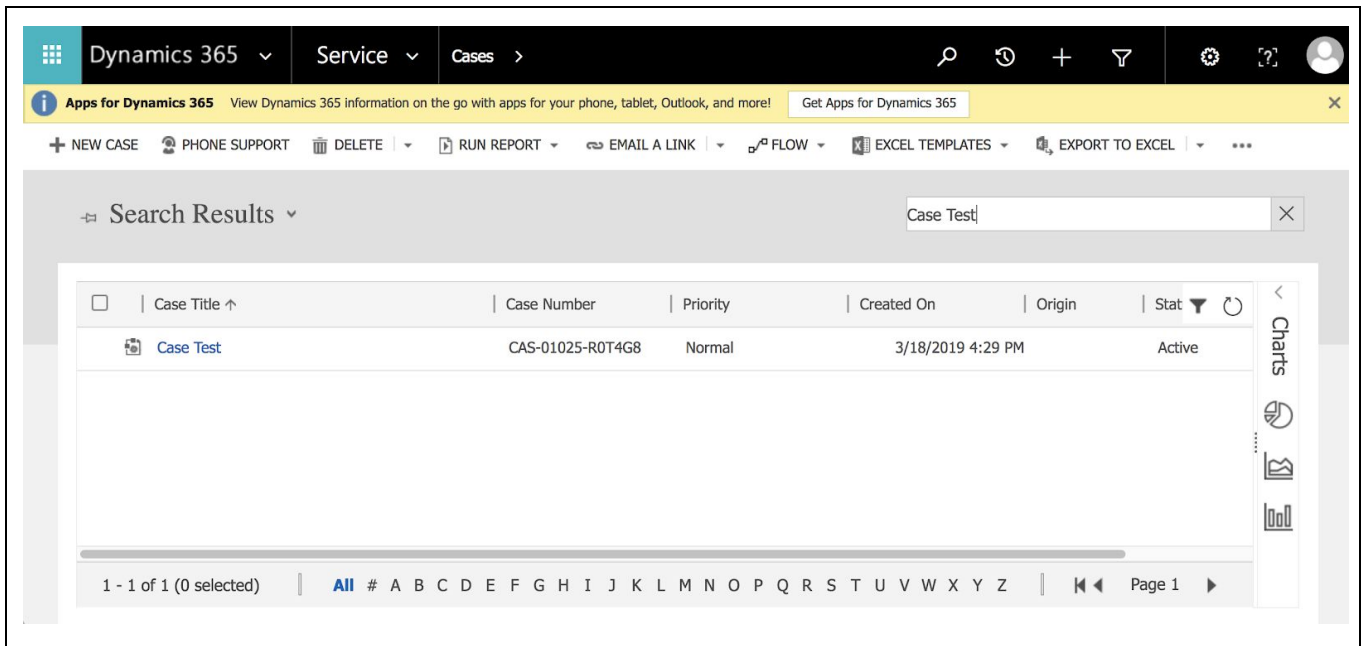 Dynamics 365 Service Cases >
Apps for Dynamics 365 View Dynamics 365 information on the go with apps for your phone, tablet, Outlook, and more! Get Apps for Dynamics 365
NEW CASE PHONE SUPPORT DELETE RUN REPORT EMAIL A LINK FLOW EXCEL TEMPLATES EXPORT TO EXCEL ...
Search Results Case Test
Case Title ↑ Case Number Priority Created On Origin Stat
Case Test CAS-01025-R0T4G8 Normal 3/18/2019 4:29 PM Active
Charts
1 - 1 of 1 (0 selected) All # A B C D E F G H I J K L M N O P Q R S T U V W X Y Z Page 1